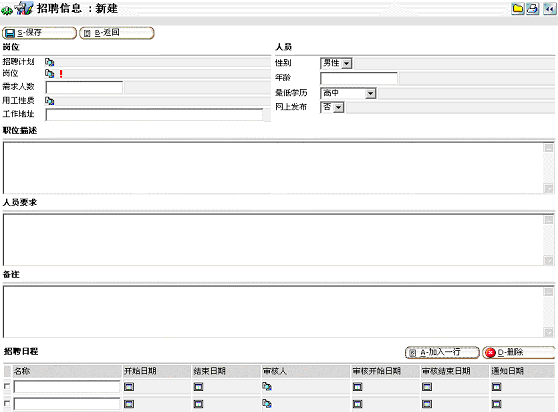 招聘信息 ：新建
S-保存 B-返回
岗位 人员
招聘计划 性别 男性
岗位 ! 年龄
需求人数 最低学历 高中
用工性质 网上发布 否
工作地址
职位描述
人员要求
备注
招聘日程 A-加入一行 D-删除
名称 开始日期 结束日期 审核人 审核开始日期 审核结束日期 通知日期